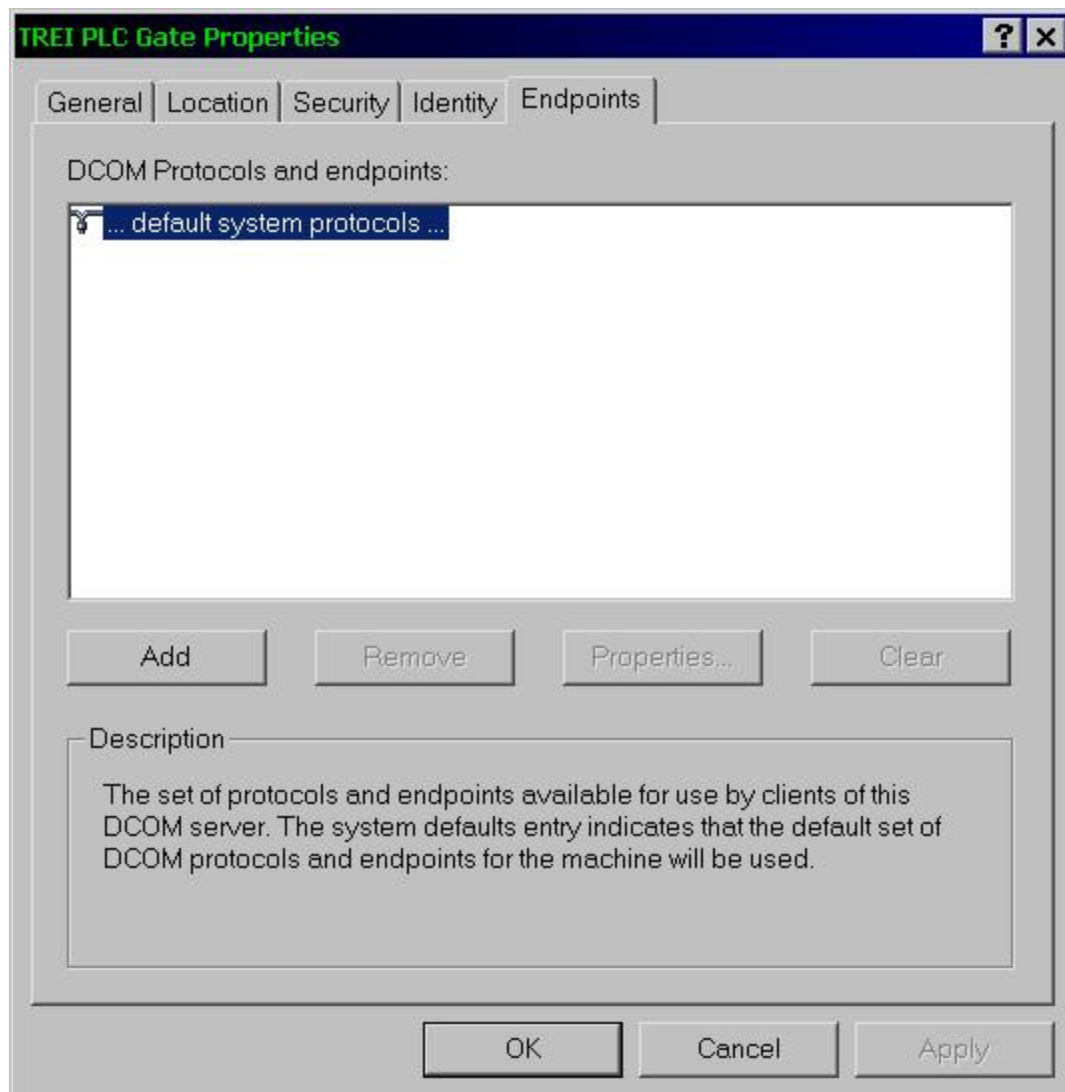 TREI PLC Gate Properties
General Location Security Identity Endpoints
DCOM Protocols and endpoints:
... default system protocols ...
Add Remove Properties... Clear
Description
The set of protocols and endpoints available for use by clients of this
DCOM server. The system defaults entry indicates that the default set of
DCOM protocols and endpoints for the machine will be used.
OK Cancel Apply